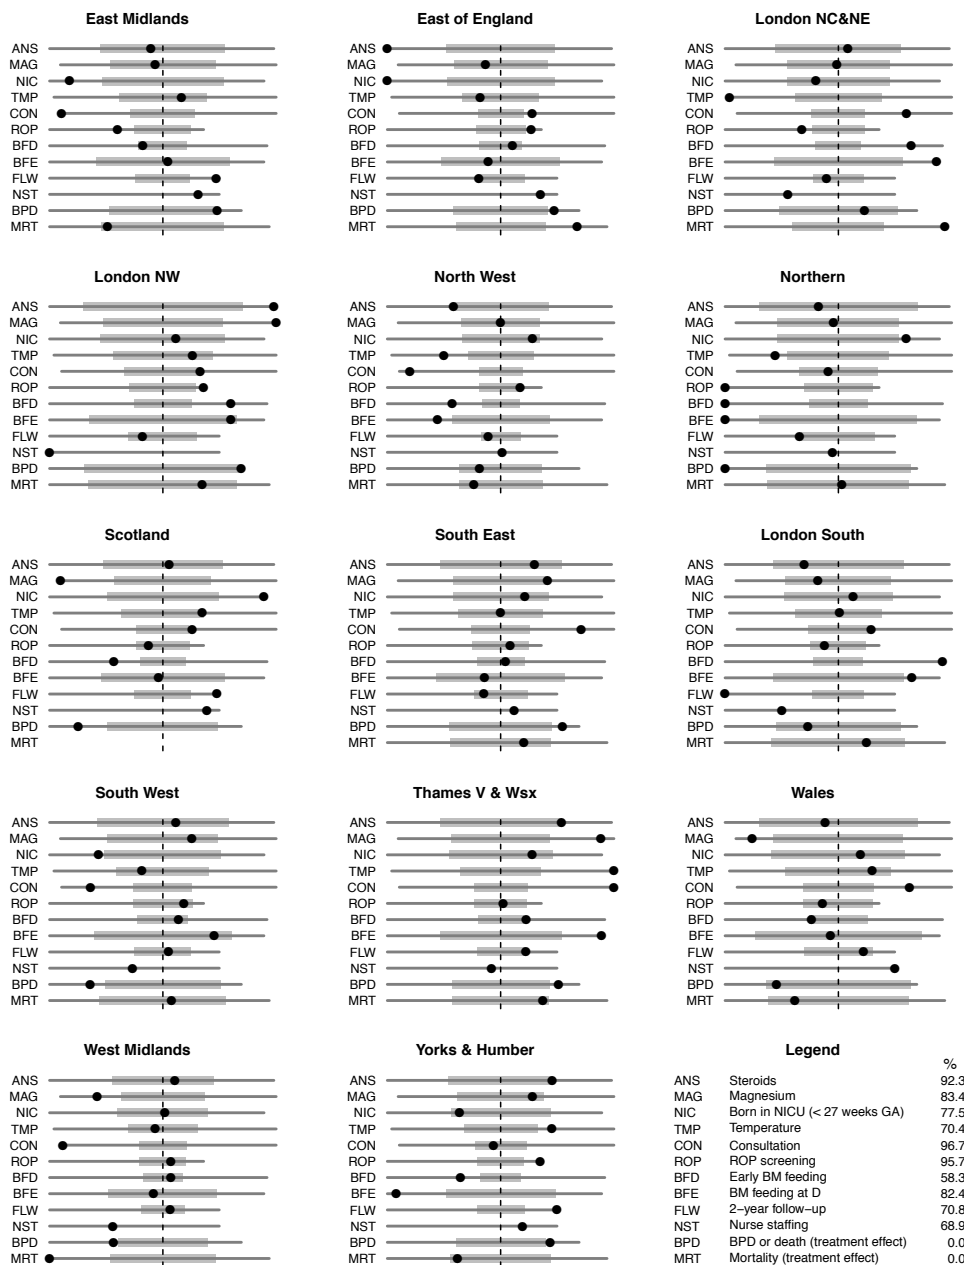 East Midlands
ANS
MAG
NIC
TMP
CON
ROP
BFD
BFE
FLW
NST
BPD
MRT
East of England
ANS
MAG
NIC
TMP
CON
ROP
BFD
BFE
FLW
NST
BPD
MRT
London NC&NE
ANS
MAG
NIC
TMP
CON
ROP
BFD
BFE
FLW
NST
BPD
MRT
London NW
ANS
MAG
NIC
TMP
CON
ROP
BFD
BFE
FLW
NST
BPD
MRT
North West
ANS
MAG
NIC
TMP
CON
ROP
BFD
BFE
FLW
NST
BPD
MRT
Northern
ANS
MAG
NIC
TMP
CON
ROP
BFD
BFE
FLW
NST
BPD
MRT
Scotland
ANS
MAG
NIC
TMP
CON
ROP
BFD
BFE
FLW
NST
BPD
MRT
South East
ANS
MAG
NIC
TMP
CON
ROP
BFD
BFE
FLW
NST
BPD
MRT
London South
ANS
MAG
NIC
TMP
CON
ROP
BFD
BFE
FLW
NST
BPD
MRT
South West
ANS
MAG
NIC
TMP
CON
ROP
BFD
BFE
FLW
NST
BPD
MRT
Thames V & Wsx
ANS
MAG
NIC
TMP
CON
ROP
BFD
BFE
FLW
NST
BPD
MRT
Wales
ANS
MAG
NIC
TMP
CON
ROP
BFD
BFE
FLW
NST
BPD
MRT
West Midlands
ANS
MAG
NIC
TMP
CON
ROP
BFD
BFE
FLW
NST
BPD
MRT
Yorks & Humber
ANS
MAG
NIC
TMP
CON
ROP
BFD
BFE
FLW
NST
BPD
MRT
Legend
%
ANS Steroids 92.3
MAG Magnesium 83.4
NIC Born in NICU (< 27 weeks GA) 77.5
TMP Temperature 70.4
CON Consultation 96.7
ROP ROP screening 95.7
BFD Early BM feeding 58.3
BFE BM feeding at D 82.4
FLW 2−year follow−up 70.8
NST Nurse staffing 68.9
BPD BPD or death (treatment effect) 0.0
MRT Mortality (treatment effect) 0.0